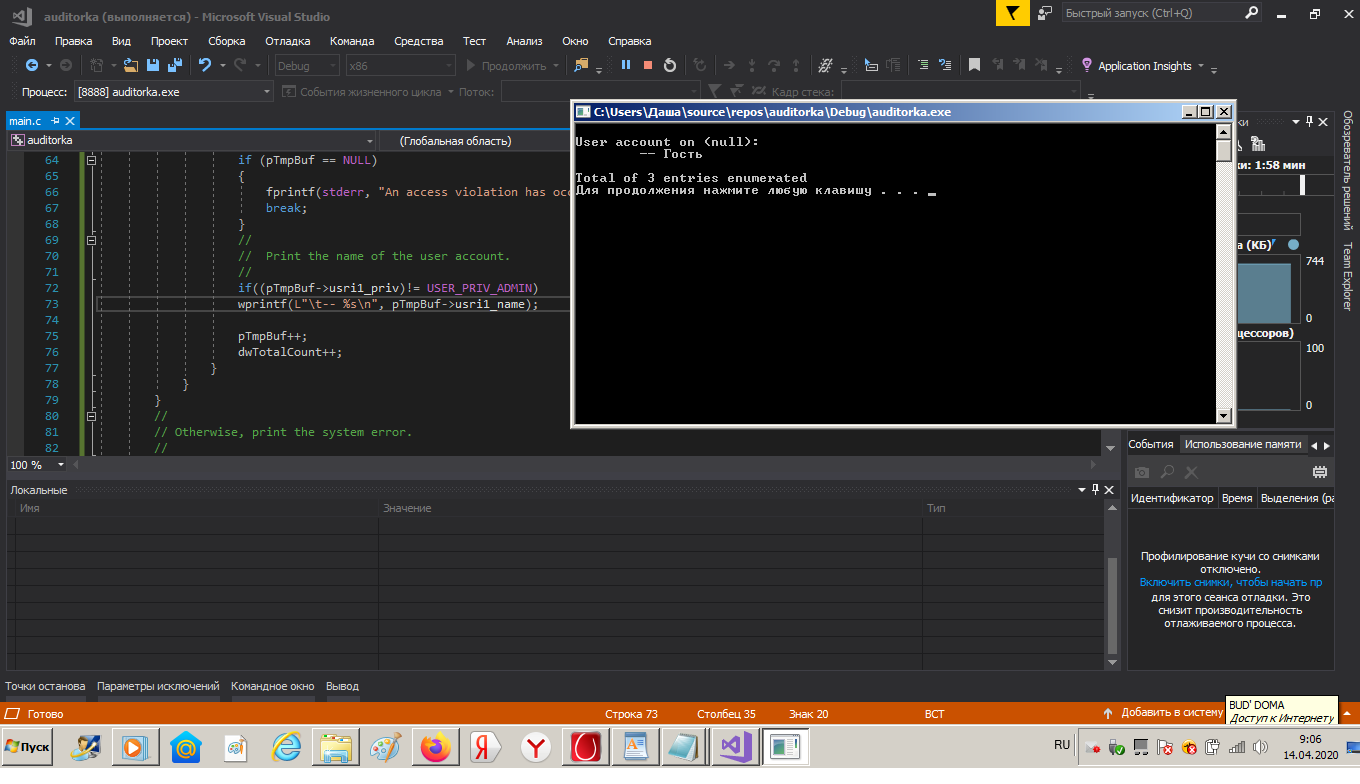 auditorka (выполняется) - Microsoft Visual Studio
Быстрый запуск (Ctrl+Q)
Файл Правка Вид Проект Сборка Отладка Команда Средства Тест Анализ Окно Справка
Debug x86 Продолжить Application Insights
Процесс: [8888] auditorka.exe События жизненного цикла Поток: Кадр стека:
main.c
auditorka (Глобальная область)
64 if (pTmpBuf == NULL)
65 {
66 fprintf(stderr, "An access violation has occ
67 break;
68 }
69 //
70 // Print the name of the user account.
71 //
72 if((pTmpBuf->usri1_priv)!= USER_PRIV_ADMIN)
73 wprintf(L"\t-- %s\n", pTmpBuf->usri1_name);
74
75 pTmpBuf++;
76 dwTotalCount++;
77 }
78 }
79 }
80 //
81 // Otherwise, print the system error.
82 //
100 %
C:\Users\Даша\source\repos\auditorka\Debug\auditorka.exe
User account on (null):
-- Гость
Total of 3 entries enumerated
Для продолжения нажмите любую клавишу . . .
ки
ки: 1:58 мин
а (КБ)
744
0
цессоров)
100
0
Обозреватель решений
Team Explorer
События Использование памяти
Идентификатор Время Выделения (ра
Профилирование кучи со снимками
отключено.
Включить снимки, чтобы начать пр
для этого сеанса отладки. Это
снизит производительность
отлаживаемого процесса.
Локальные
Имя Значение Тип
Точки останова Параметры исключений Командное окно Вывод
Готово Строка 73 Столбец 35 Знак 20 ВСТ Добавить в систему
BUD' DOMA
Доступ к Интернету
Пуск
RU
9:06
14.04.2020